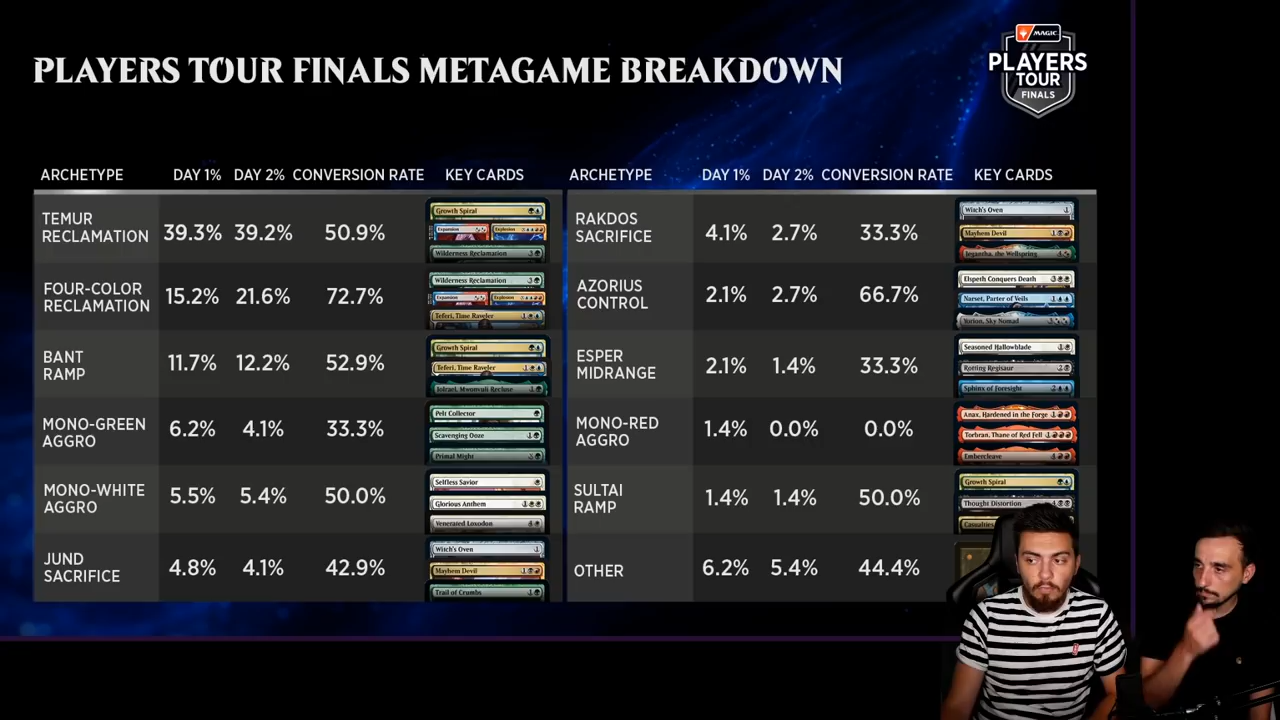 PLAYERS TOUR FINALS METAGAME BREAKDOWN
MAGIC
PLAYERS
TOUR
FINALS
ARCHETYPE DAY 1% DAY 2% CONVERSION RATE KEY CARDS
TEMUR
RECLAMATION
39.3% 39.2% 50.9%
Growth Spiral
Expansion Explosion
Wilderness Reclamation
FOUR-COLOR
RECLAMATION
15.2% 21.6% 72.7%
Wilderness Reclamation
Expansion Explosion
Teferi, Time Raveler
BANT
RAMP
11.7% 12.2% 52.9%
Growth Spiral
Teferi, Time Raveler
Jolrael, Mwonvuli Recluse
MONO-GREEN
AGGRO
6.2% 4.1% 33.3%
Pelt Collector
Scavenging Ooze
Primal Might
MONO-WHITE
AGGRO
5.5% 5.4% 50.0%
Selfless Savior
Glorious Anthem
Venerated Loxodon
JUND
SACRIFICE
4.8% 4.1% 42.9%
Witch's Oven
Mayhem Devil
Trail of Crumbs
ARCHETYPE DAY 1% DAY 2% CONVERSION RATE KEY CARDS
RAKDOS
SACRIFICE
4.1% 2.7% 33.3%
Witch's Oven
Mayhem Devil
Jegantha, the Wellspring
AZORIUS
CONTROL
2.1% 2.7% 66.7%
Elspeth Conquers Death
Narset, Parter of Veils
Yorion, Sky Nomad
ESPER
MIDRANGE
2.1% 1.4% 33.3%
Seasoned Hallowblade
Rotting Regisaur
Sphinx of Foresight
MONO-RED
AGGRO
1.4% 0.0% 0.0%
Anax, Hardened in the Forge
Torbran, Thane of Red Fell
Embercleave
SULTAI
RAMP
1.4% 1.4% 50.0%
Growth Spiral
Thought Distortion
Casualties
OTHER
6.2% 5.4% 44.4%